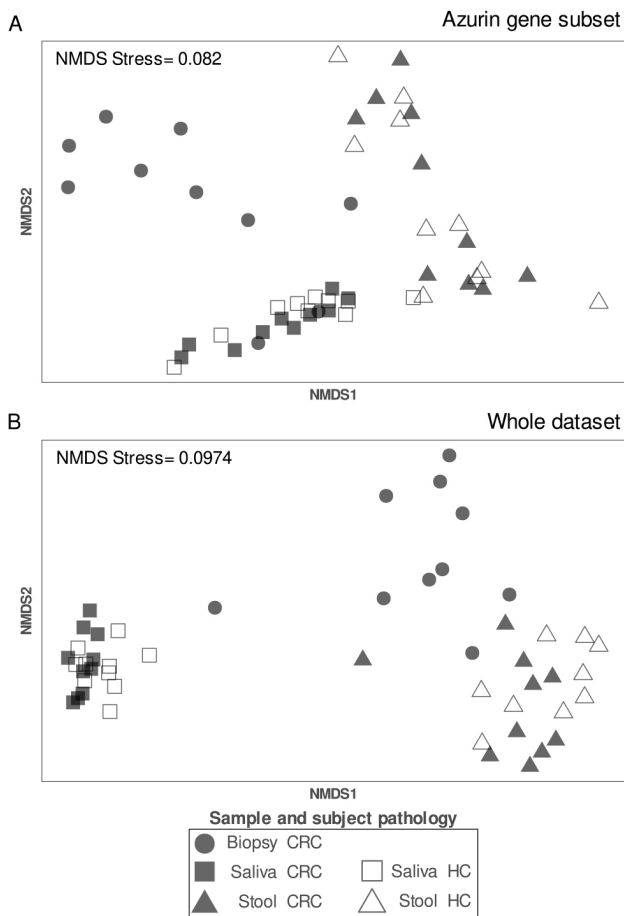 A
Azurin gene subset
NMDS Stress= 0.082
NMDS2
NMDS1
B
Whole dataset
NMDS Stress=0.0974
NMDS2
NMDS1
Sample and subject pathology
Biopsy CRC
Saliva CRC
Saliva HC
Stool CRC
Stool HC